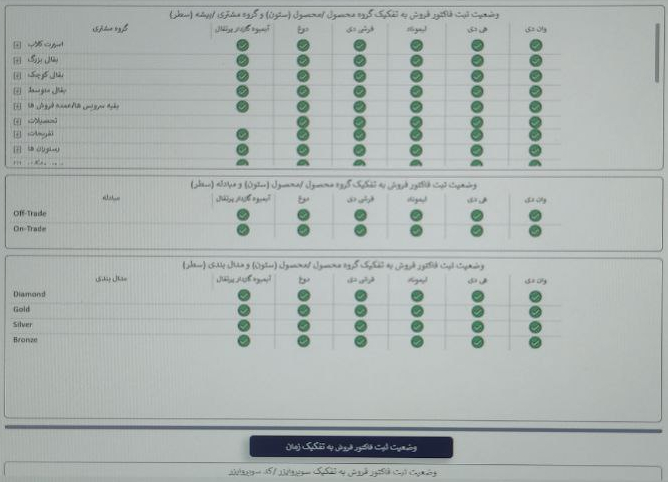 وضعیت ثبت فاکتور فروش به تفکیک گروه محصول /محصول (ستون) و گروه مشتری /پیشه (سطر)
گروه مشتری آبمیوه گازدار پرتقال دوغ فرش دی لیموناد هی دی وان دی
اسپرت کلاب
بقال بزرگ
بقال کوچک
بقال متوسط
بقیه سرویس ها/عمده فروش ها
تحصیلات
تفریحات
رستوران ها
وضعیت ثبت فاکتور فروش به تفکیک گروه محصول /محصول (ستون) و مبادله (سطر)
مبادله آبمیوه گازدار پرتقال دوغ فرش دی لیموناد هی دی وان دی
Off-Trade
On-Trade
وضعیت ثبت فاکتور فروش به تفکیک گروه محصول /محصول (ستون) و مدال بندی (سطر)
مدال بندی آبمیوه گازدار پرتقال دوغ فرش دی لیموناد هی دی وان دی
Diamond
Gold
Silver
Bronze
وضعیت ثبت فاکتور فروش به تفکیک زمان
وضعیت ثبت فاکتور فروش به تفکیک سوپروایزر /کد سوپروایزر